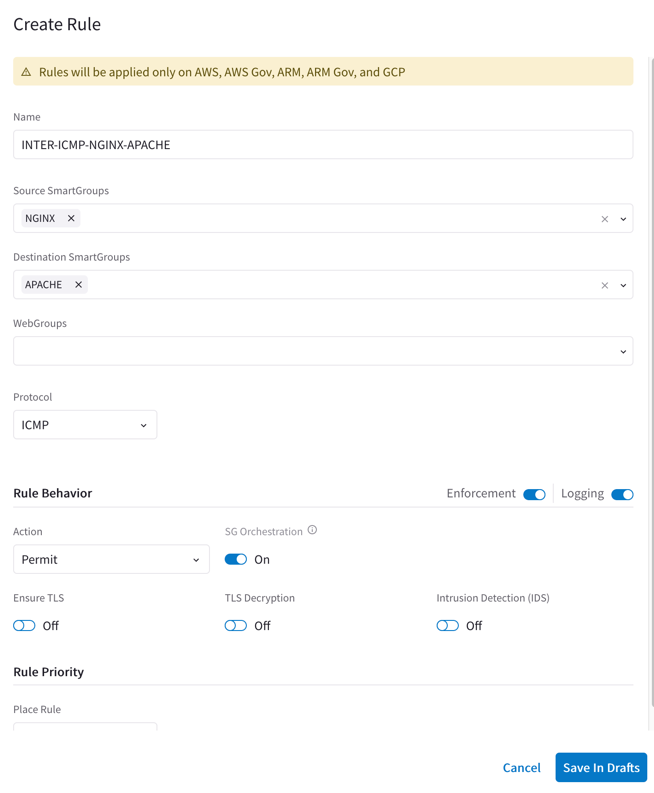 Create Rule
Rules will be applied only on AWS, AWS Gov, ARM, ARM Gov, and GCP
Name
INTER-ICMP-NGINX-APACHE
Source SmartGroups
NGINX
Destination SmartGroups
APACHE
WebGroups
Protocol
ICMP
Rule Behavior Enforcement Logging
Action SG Orchestration
Permit On
Ensure TLS TLS Decryption Intrusion Detection (IDS)
Off Off Off
Rule Priority
Place Rule
Cancel Save In Drafts